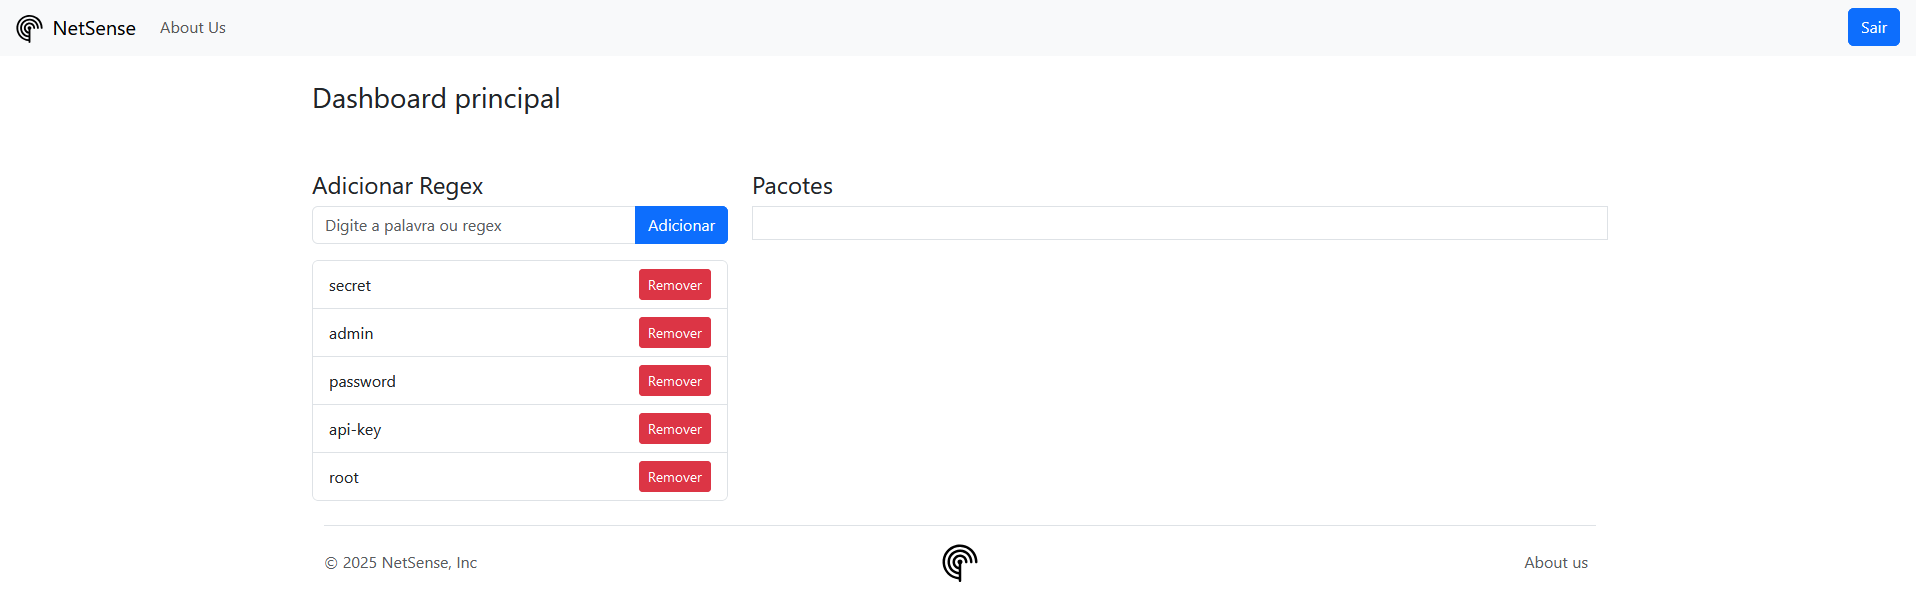 NetSense About Us Sair
Dashboard principal
Adicionar Regex
Digite a palavra ou regex Adicionar
secret Remover
admin Remover
password Remover
api-key Remover
root Remover
Pacotes
© 2025 NetSense, Inc About us